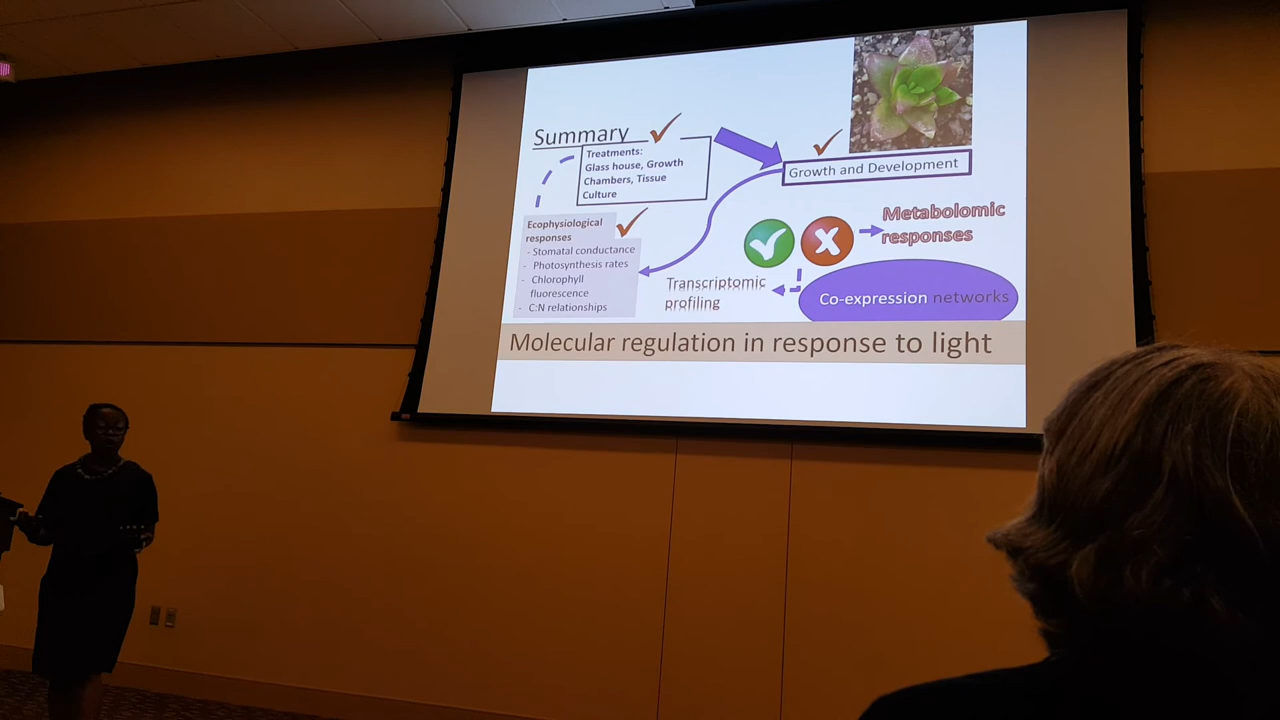 Summary
Treatments:
Glass house, Growth
Chambers, Tissue
Culture
Growth and Development
Ecophysiological
responses
- Stomatal conductance
- Photosynthesis rates
- Chlorophyll
fluorescence
- C:N relationships
Metabolomic
responses
Transcriptomic
profiling
Co-expression networks
Molecular regulation in response to light